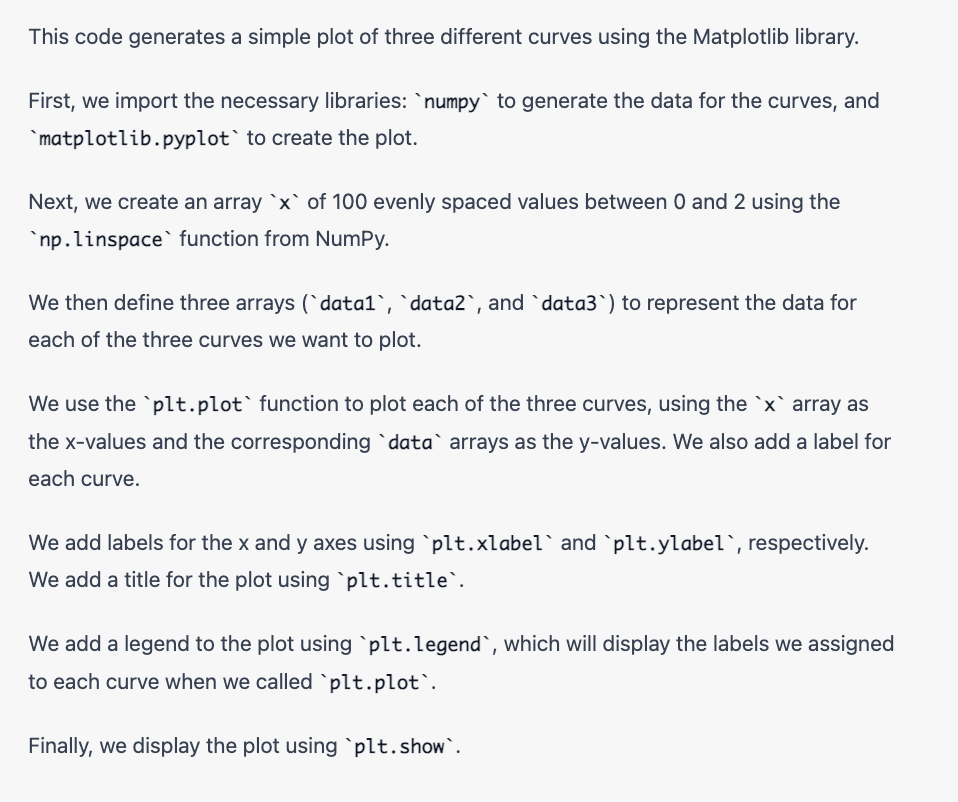 This code generates a simple plot of three different curves using the Matplotlib library.
First, we import the necessary libraries: `numpy` to generate the data for the curves, and
`matplotlib.pyplot` to create the plot.
Next, we create an array `x` of 100 evenly spaced values between 0 and 2 using the
`np.linspace` function from NumPy.
We then define three arrays (`data1`, `data2`, and `data3`) to represent the data for
each of the three curves we want to plot.
We use the `plt.plot` function to plot each of the three curves, using the `x` array as
the x-values and the corresponding `data` arrays as the y-values. We also add a label for
each curve.
We add labels for the x and y axes using `plt.xlabel` and `plt.ylabel`, respectively.
We add a title for the plot using `plt.title`.
We add a legend to the plot using `plt.legend`, which will display the labels we assigned
to each curve when we called `plt.plot`.
Finally, we display the plot using `plt.show`.